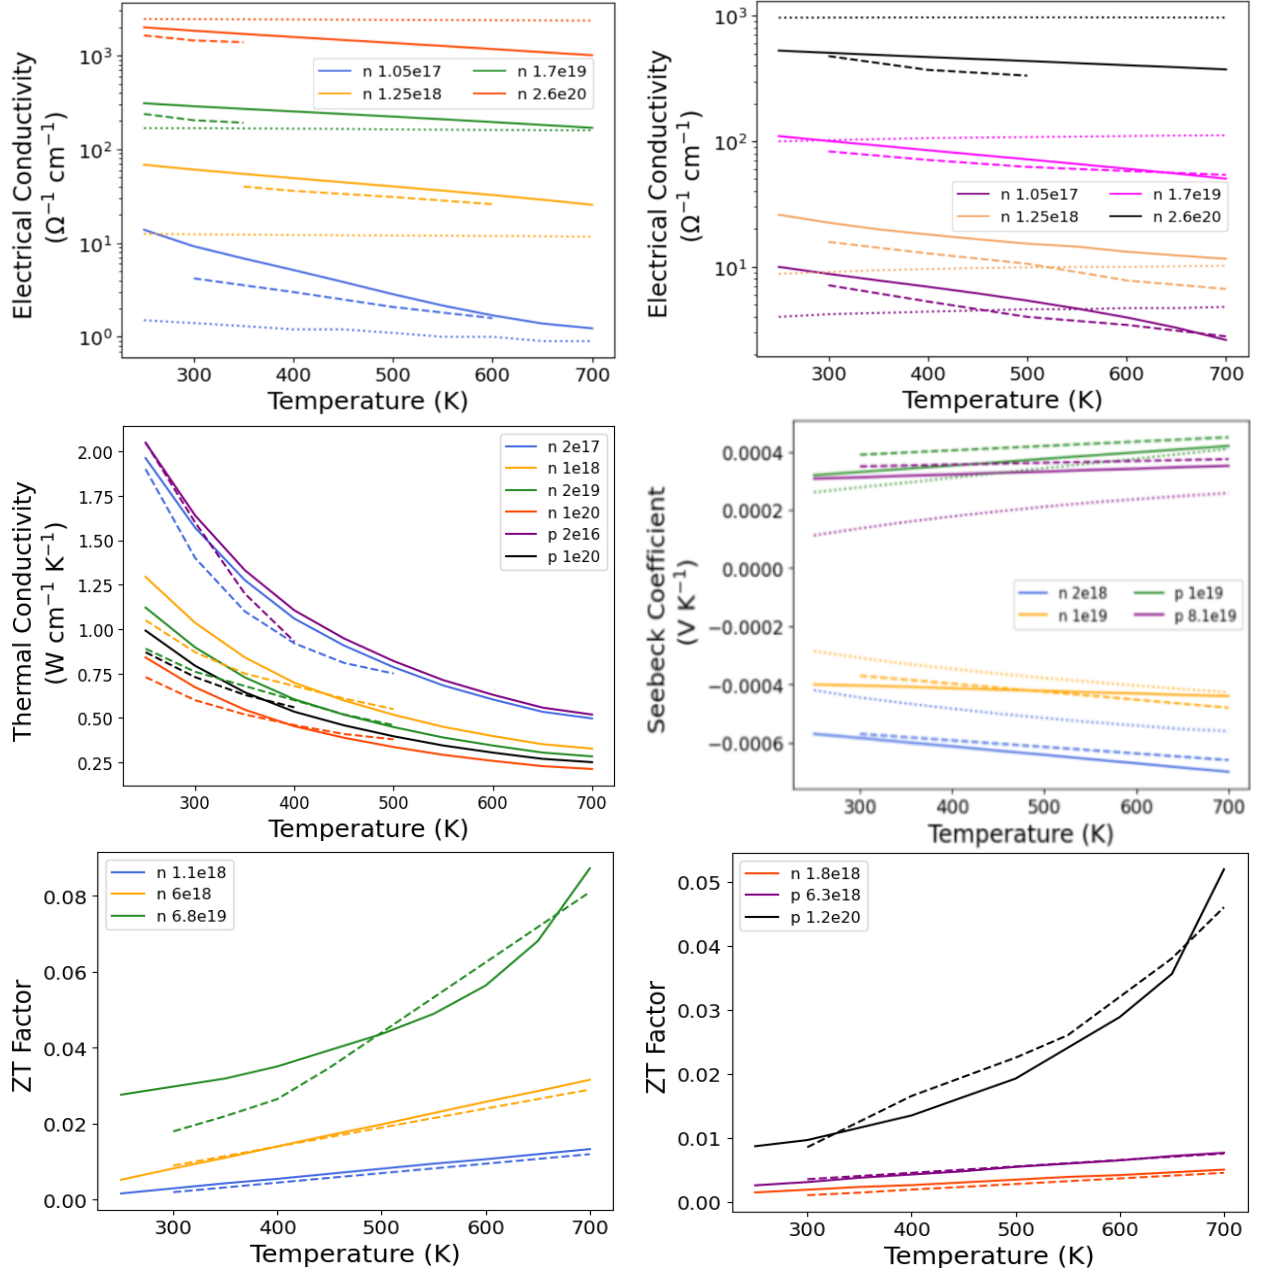 Electrical Conductivity
(Ω⁻¹ cm⁻¹)
10³
10²
10¹
10⁰
n 1.05e17
n 1.25e18
n 1.7e19
n 2.6e20
300 400 500 600 700
Temperature (K)
Electrical Conductivity
(Ω⁻¹ cm⁻¹)
10³
10²
10¹
n 1.05e17
n 1.25e18
n 1.7e19
n 2.6e20
300 400 500 600 700
Temperature (K)
Thermal Conductivity
(W cm⁻¹ K⁻¹)
2.00
1.75
1.50
1.25
1.00
0.75
0.50
0.25
n 2e17
n 1e18
n 2e19
n 1e20
p 2e16
p 1e20
300 400 500 600 700
Temperature (K)
Seebeck Coefficient
(V K⁻¹)
0.0004
0.0002
0.0000
−0.0002
−0.0004
−0.0006
n 2e18
n 1e19
p 1e19
p 8.1e19
300 400 500 600 700
Temperature (K)
ZT Factor
0.08
0.06
0.04
0.02
0.00
n 1.1e18
n 6e18
n 6.8e19
300 400 500 600 700
Temperature (K)
ZT Factor
0.05
0.04
0.03
0.02
0.01
0.00
n 1.8e18
p 6.3e18
p 1.2e20
300 400 500 600 700
Temperature (K)